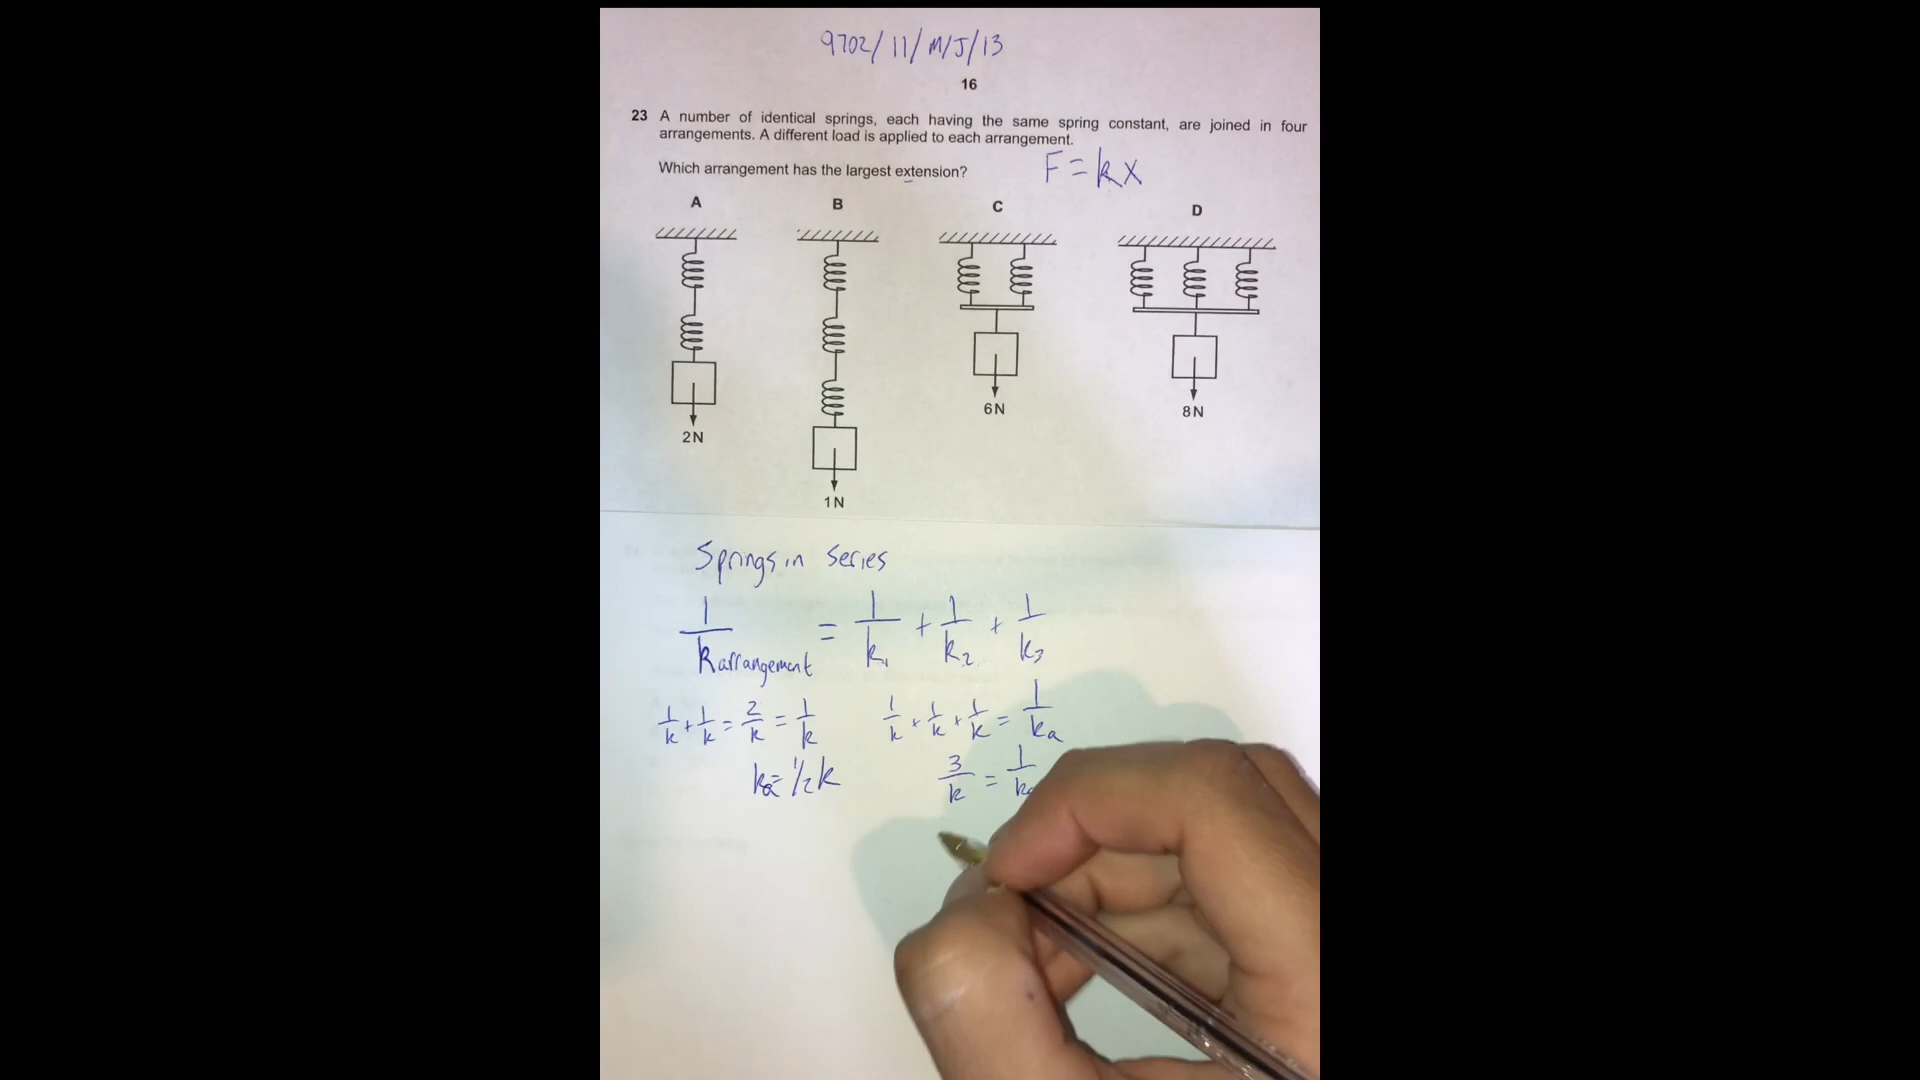 9702/11/M/J/13
16
23 A number of identical springs, each having the same spring constant, are joined in four
arrangements. A different load is applied to each arrangement.
Which arrangement has the largest extension?
F = kx
A B C D
2N
1N
6N
8N
Springs in series
1/k arrangement = 1/k1 + 1/k2 + 1/k3
1/k + 1/k = 2/k = 1/k
ka = 1/2 k
1/k + 1/k + 1/k = 1/ka
3/k = 1/ka